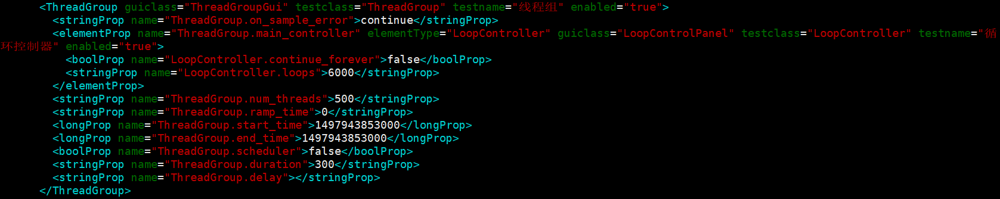 <ThreadGroup guiclass="ThreadGroupGui" testclass="ThreadGroup" testname="线程组" enabled="true">
<stringProp name="ThreadGroup.on_sample_error">continue</stringProp>
<elementProp name="ThreadGroup.main_controller" elementType="LoopController" guiclass="LoopControlPanel" testclass="LoopController" testname="循
环控制器" enabled="true">
<boolProp name="LoopController.continue_forever">false</boolProp>
<stringProp name="LoopController.loops">6000</stringProp>
</elementProp>
<stringProp name="ThreadGroup.num_threads">500</stringProp>
<stringProp name="ThreadGroup.ramp_time">0</stringProp>
<longProp name="ThreadGroup.start_time">1497943853000</longProp>
<longProp name="ThreadGroup.end_time">1497943853000</longProp>
<boolProp name="ThreadGroup.scheduler">false</boolProp>
<stringProp name="ThreadGroup.duration">300</stringProp>
<stringProp name="ThreadGroup.delay"></stringProp>
</ThreadGroup>